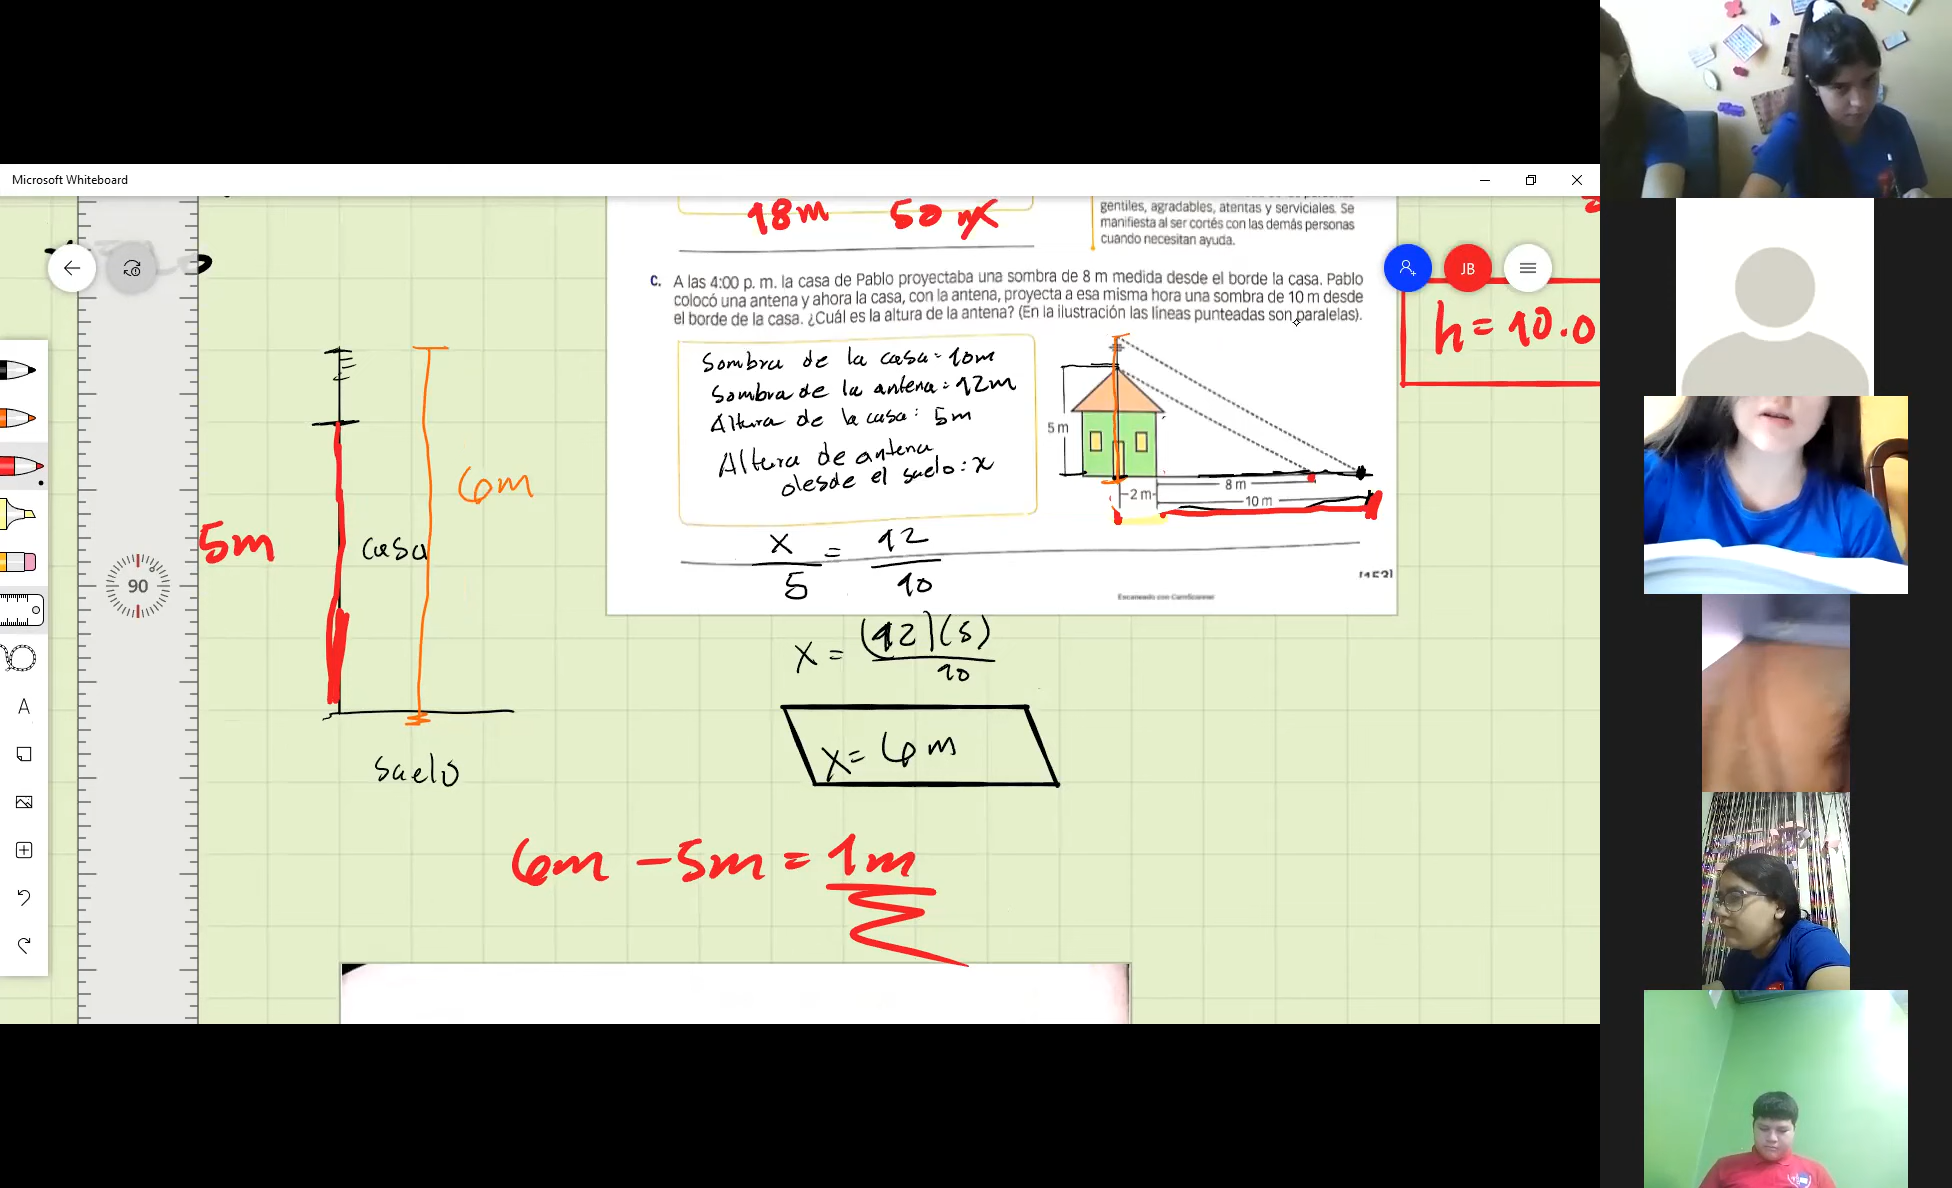 Microsoft Whiteboard
18m 50 m
gentiles, agradables, atentas y serviciales. Se
manifiesta al ser cortés con las demás personas
cuando necesitan ayuda.
JB
h = 10.0
c. A las 4:00 p. m. la casa de Pablo proyectaba una sombra de 8 m medida desde el borde la casa. Pablo
colocó una antena y ahora la casa, con la antena, proyecta a esa misma hora una sombra de 10 m desde
el borde de la casa. ¿Cuál es la altura de la antena? (En la ilustración las líneas punteadas son paralelas).
Sombra de la casa = 10m
Sombra de la antena = 12m
Altura de la casa: 5m
Altura de antena
desde el suelo: x
5 m
2 m
8 m
10 m
6m
5m
casa
suelo
90
x/5 = 12/10
Escaneado con CamScanner
x = (12)(5)/10
x = 6m
6m - 5m = 1m
A